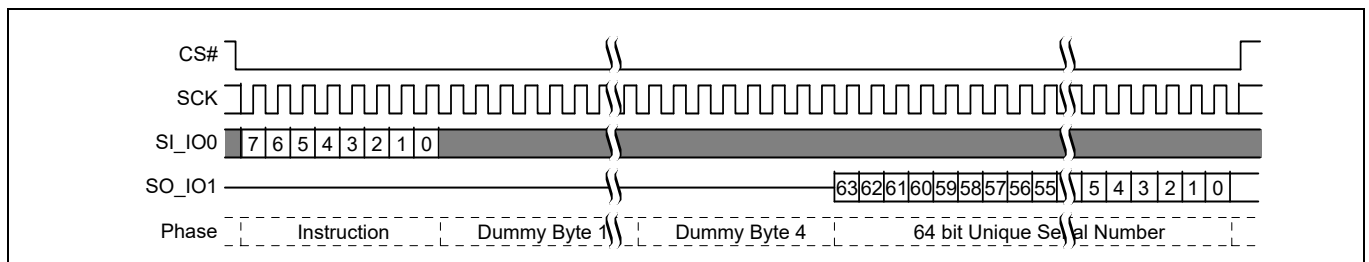 CS#
SCK
SI_IO0 7 6 5 4 3 2 1 0
SO_IO1 63 62 61 60 59 58 57 56 55 5 4 3 2 1 0
Phase Instruction Dummy Byte 1 Dummy Byte 4 64 bit Unique Serial Number